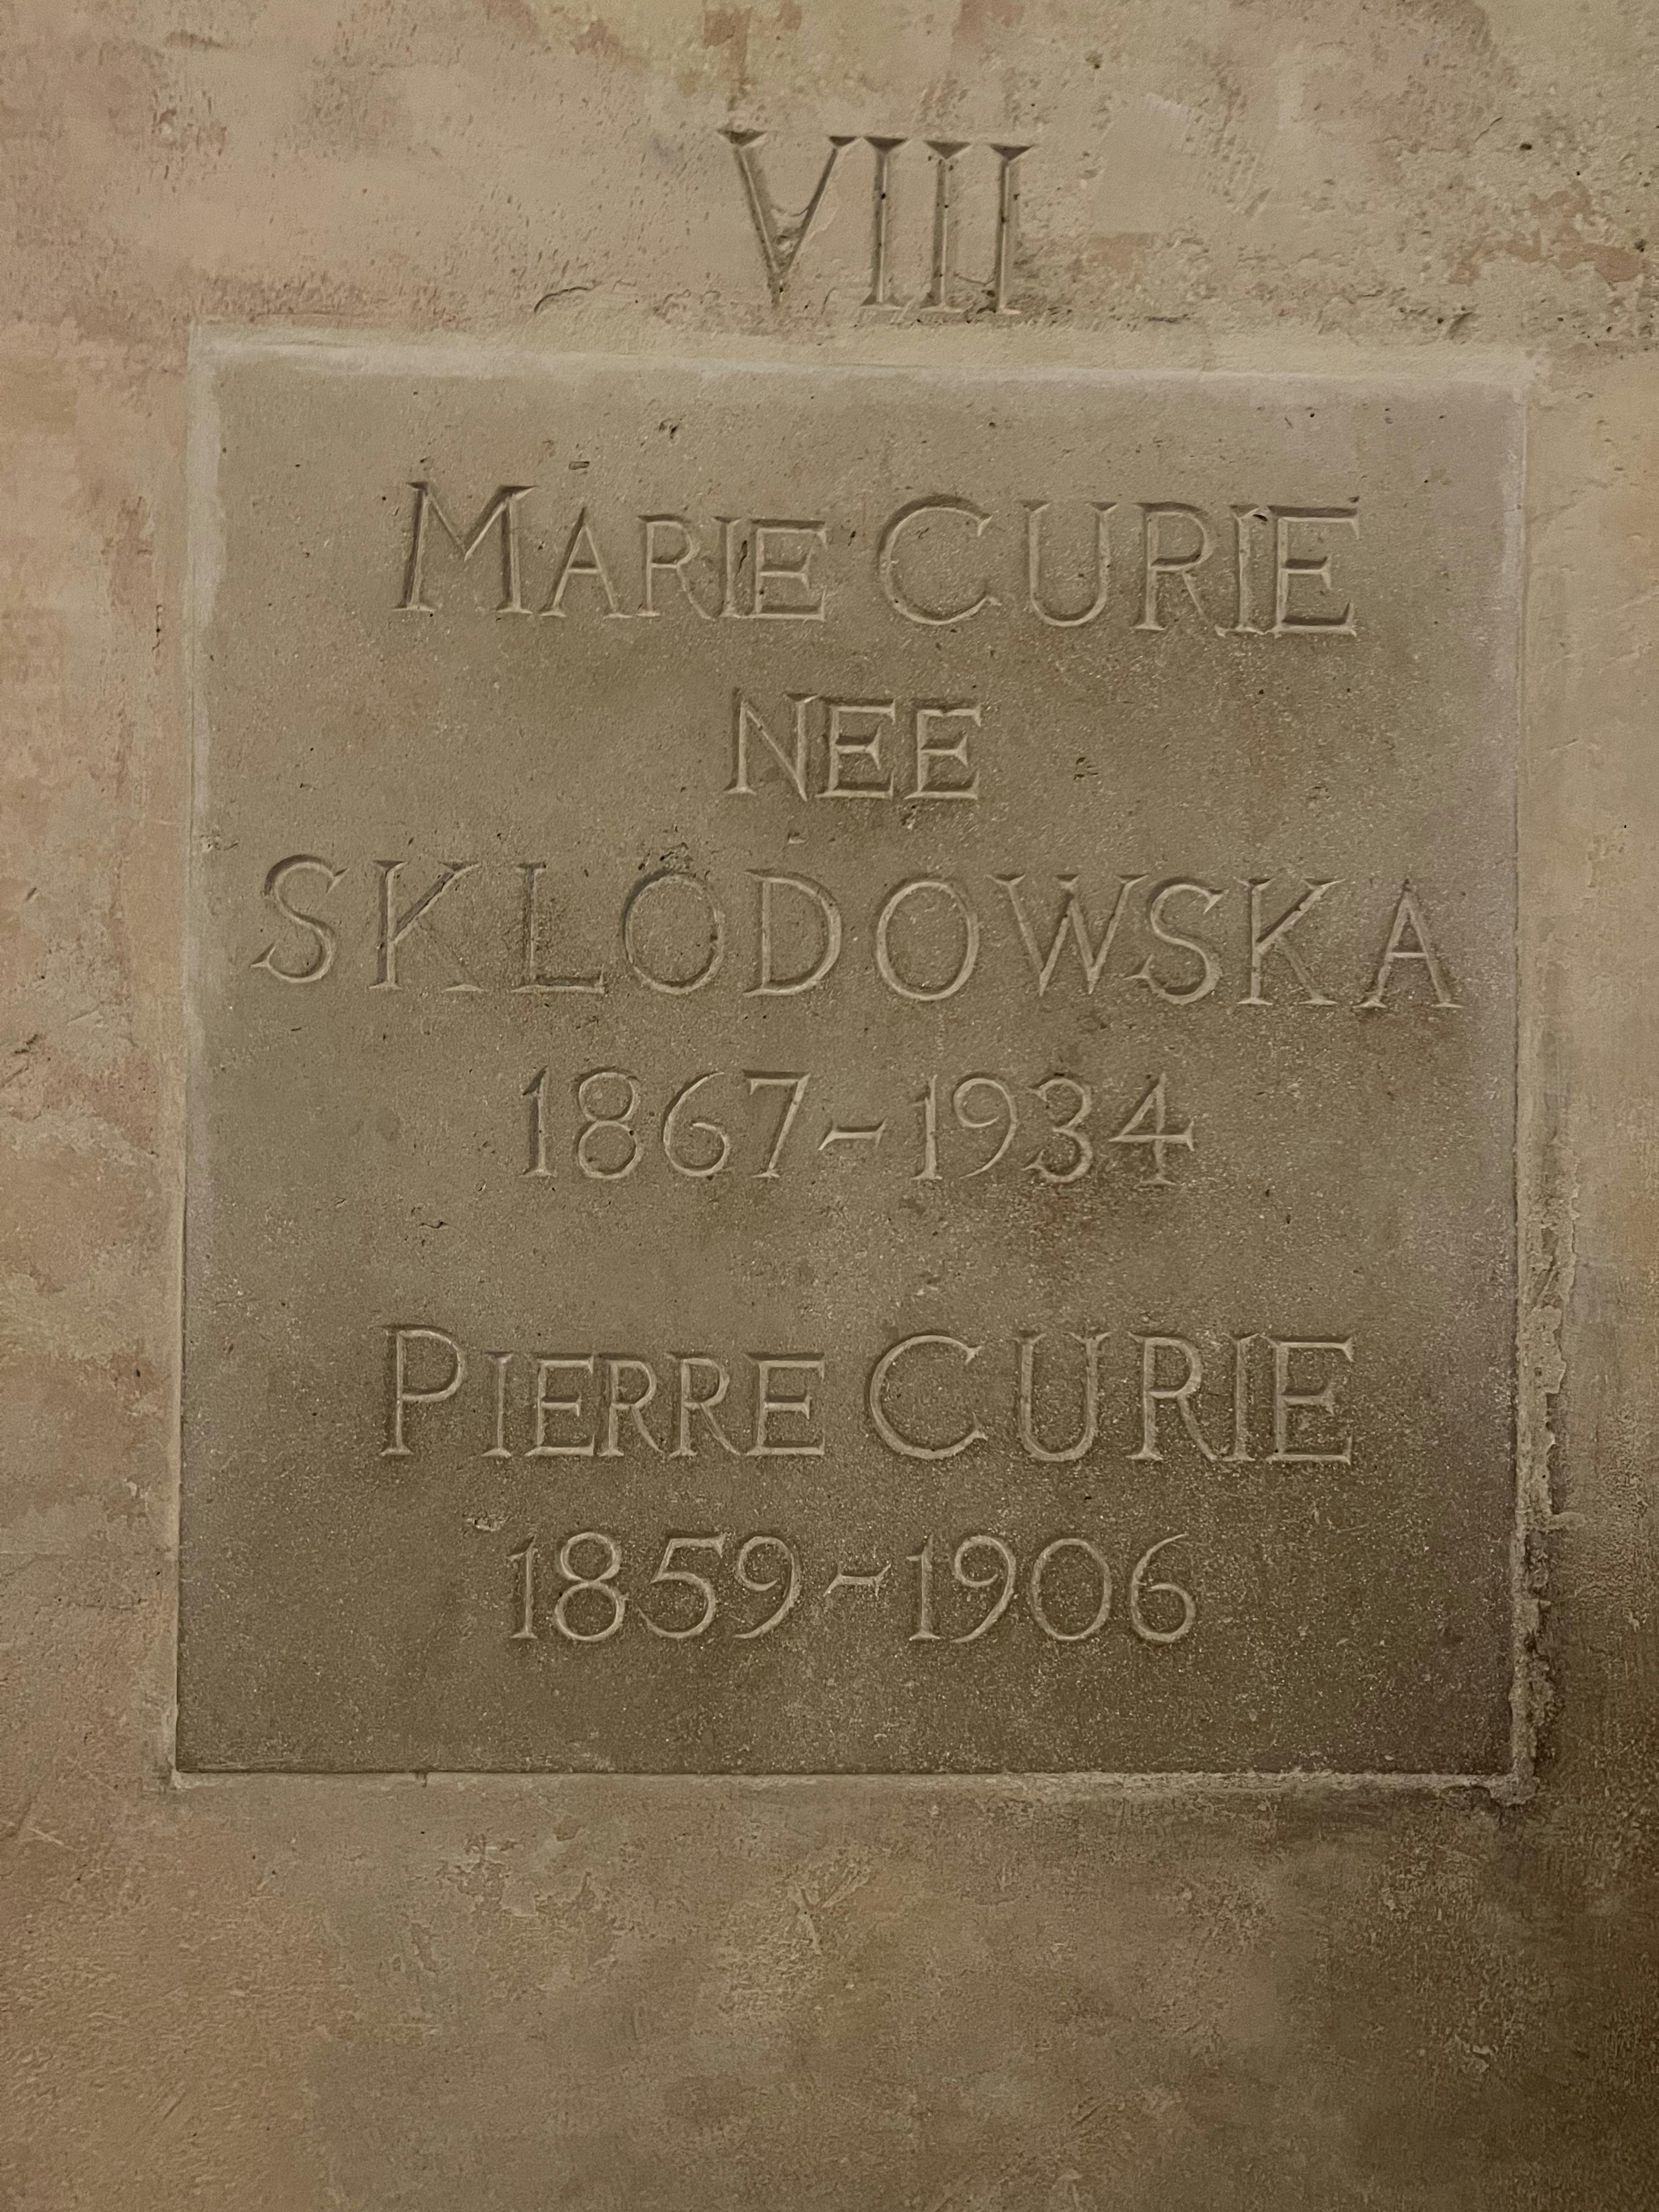 VIII
MARIE CURIE
NEE
SKLODOWSKA
1867-1934
PIERRE CURIE
1859-1906